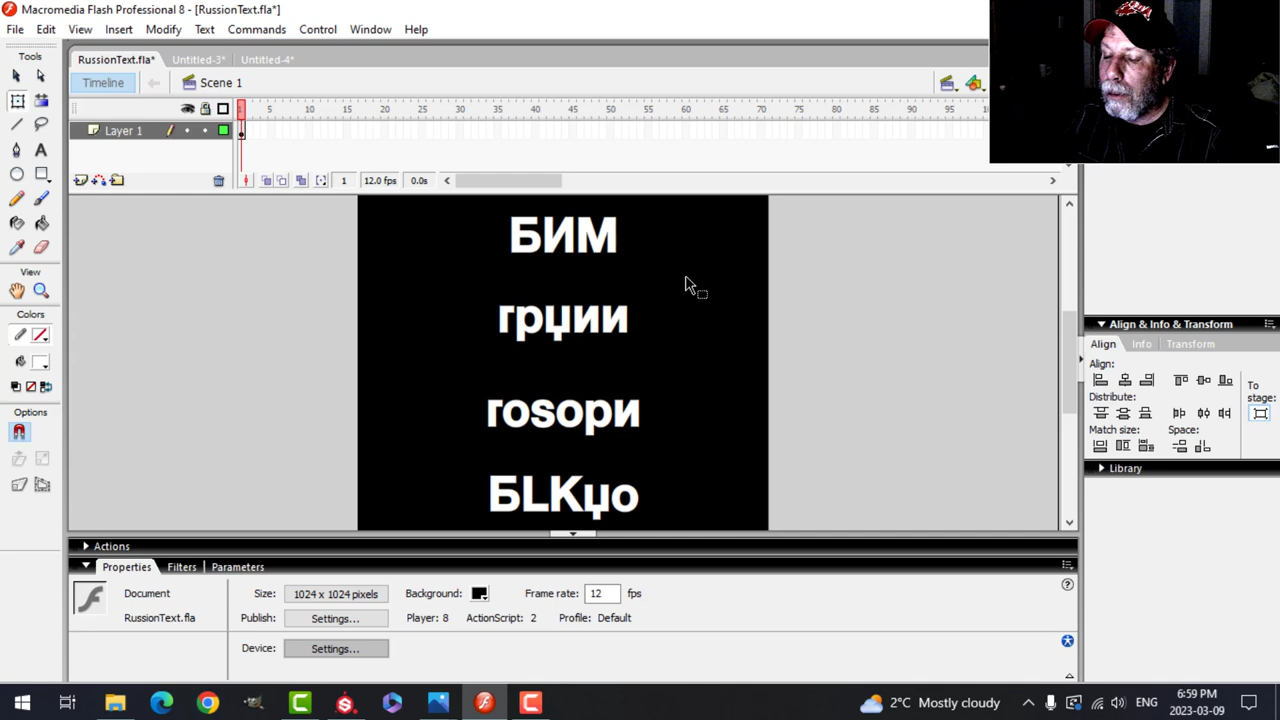 Macromedia Flash Professional 8 - [RussionText.fla*]
File Edit View Insert Modify Text Commands Control Window Help
Tools
RussionText.fla* Untitled-3* Untitled-4*
Timeline Scene 1
1 5 10 15 20 25 30 35 40 45 50 55 60 65 70 75 80 85 90 95
Layer 1
1 12.0 fps 0.0s
View
Colors
Options
БИМ
грџии
гоѕори
БLКџо
Align & Info & Transform
Align Info Transform
Align:
To stage:
Distribute:
Match size: Space:
Library
Actions
Properties Filters Parameters
Document Size: 1024 x 1024 pixels Background: Frame rate: 12 fps
RussionText.fla Publish: Settings... Player: 8 ActionScript: 2 Profile: Default
Device: Settings...
2°C Mostly cloudy ENG 6:59 PM
2023-03-09